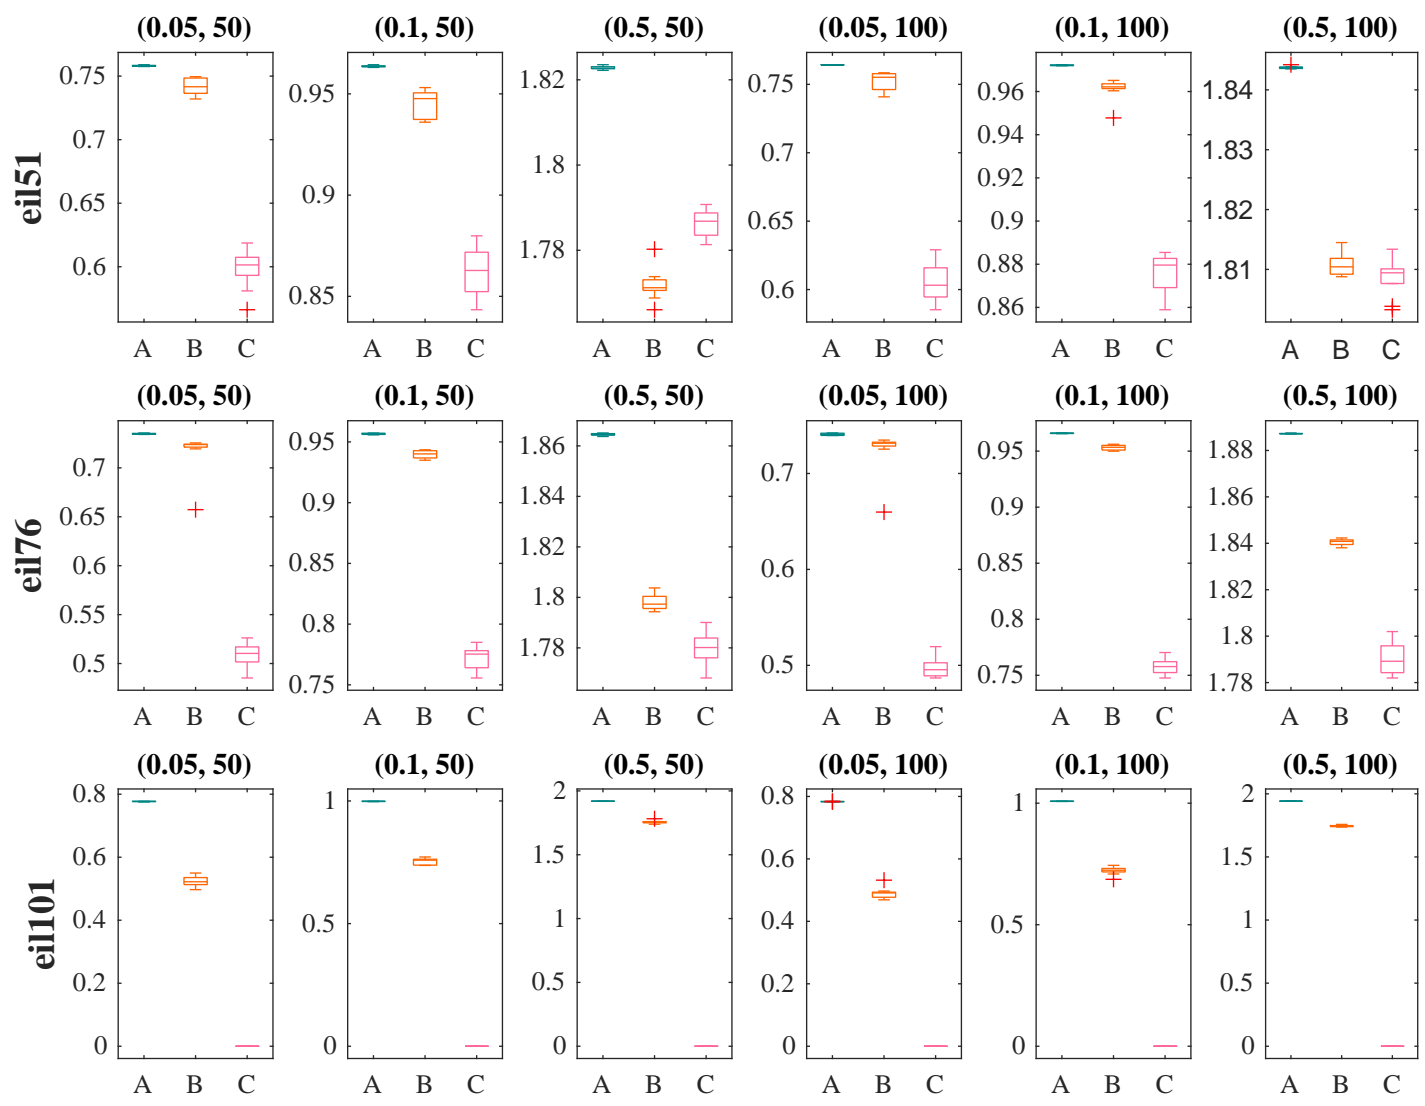 (0.05, 50) (0.1, 50) (0.5, 50) (0.05, 100) (0.1, 100) (0.5, 100)
eil51
0.75 0.7 0.65 0.6
0.95 0.9 0.85
1.82 1.8 1.78
0.75 0.7 0.65 0.6
0.96 0.94 0.92 0.9 0.88 0.86
1.84 1.83 1.82 1.81
A B C A B C A B C A B C A B C A B C
(0.05, 50) (0.1, 50) (0.5, 50) (0.05, 100) (0.1, 100) (0.5, 100)
eil76
0.7 0.65 0.6 0.55 0.5
0.95 0.9 0.85 0.8 0.75
1.86 1.84 1.82 1.8 1.78
0.7 0.6 0.5
0.95 0.9 0.85 0.8 0.75
1.88 1.86 1.84 1.82 1.8 1.78
A B C A B C A B C A B C A B C A B C
(0.05, 50) (0.1, 50) (0.5, 50) (0.05, 100) (0.1, 100) (0.5, 100)
eil101
0.8 0.6 0.4 0.2 0
1 0.5 0
2 1.5 1 0.5 0
0.8 0.6 0.4 0.2 0
1 0.5 0
2 1.5 1 0.5 0
A B C A B C A B C A B C A B C A B C